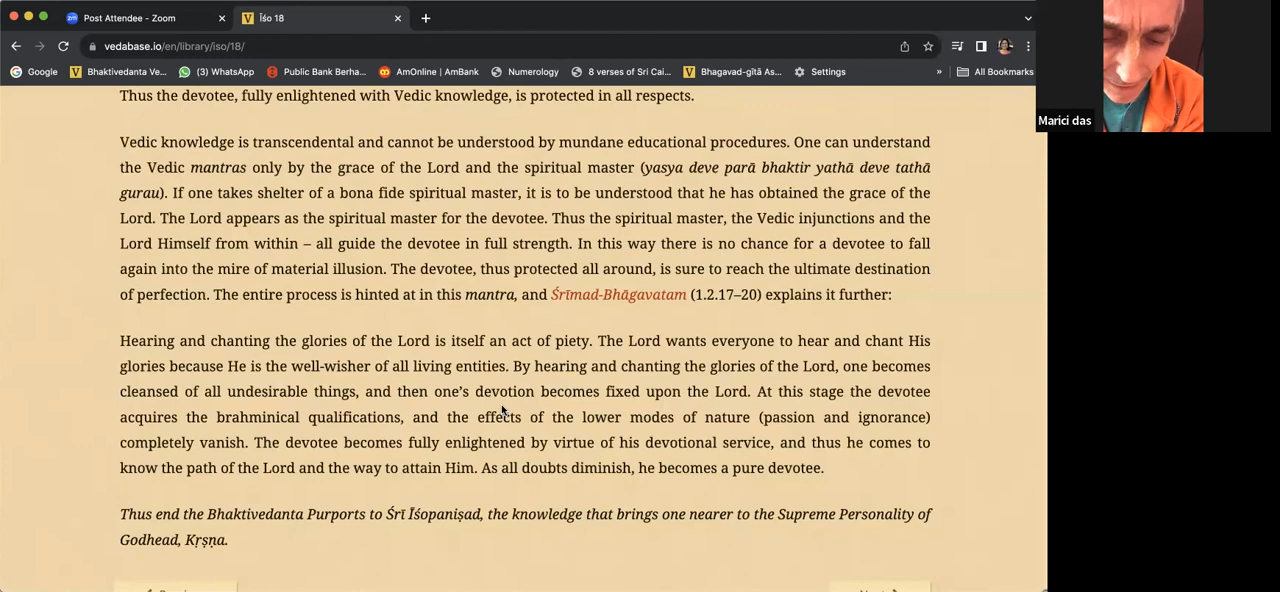 Post Attendee - Zoom
Īśo 18
vedabase.io/en/library/iso/18/
Google
Bhaktivedanta Ve...
(3) WhatsApp
Public Bank Berha...
AmOnline | AmBank
Numerology
8 verses of Sri Cai...
Bhagavad-gītā As...
Settings
»
All Bookmarks
Marici das
Thus the devotee, fully enlightened with Vedic knowledge, is protected in all respects.
Vedic knowledge is transcendental and cannot be understood by mundane educational procedures. One can understand
the Vedic mantras only by the grace of the Lord and the spiritual master (yasya deve parā bhaktir yathā deve tathā
gurau). If one takes shelter of a bona fide spiritual master, it is to be understood that he has obtained the grace of the
Lord. The Lord appears as the spiritual master for the devotee. Thus the spiritual master, the Vedic injunctions and the
Lord Himself from within – all guide the devotee in full strength. In this way there is no chance for a devotee to fall
again into the mire of material illusion. The devotee, thus protected all around, is sure to reach the ultimate destination
of perfection. The entire process is hinted at in this mantra, and Śrīmad-Bhāgavatam (1.2.17–20) explains it further:
Hearing and chanting the glories of the Lord is itself an act of piety. The Lord wants everyone to hear and chant His
glories because He is the well-wisher of all living entities. By hearing and chanting the glories of the Lord, one becomes
cleansed of all undesirable things, and then one’s devotion becomes fixed upon the Lord. At this stage the devotee
acquires the brahminical qualifications, and the effects of the lower modes of nature (passion and ignorance)
completely vanish. The devotee becomes fully enlightened by virtue of his devotional service, and thus he comes to
know the path of the Lord and the way to attain Him. As all doubts diminish, he becomes a pure devotee.
Thus end the Bhaktivedanta Purports to Śrī Īśopaniṣad, the knowledge that brings one nearer to the Supreme Personality of
Godhead, Kṛṣṇa.